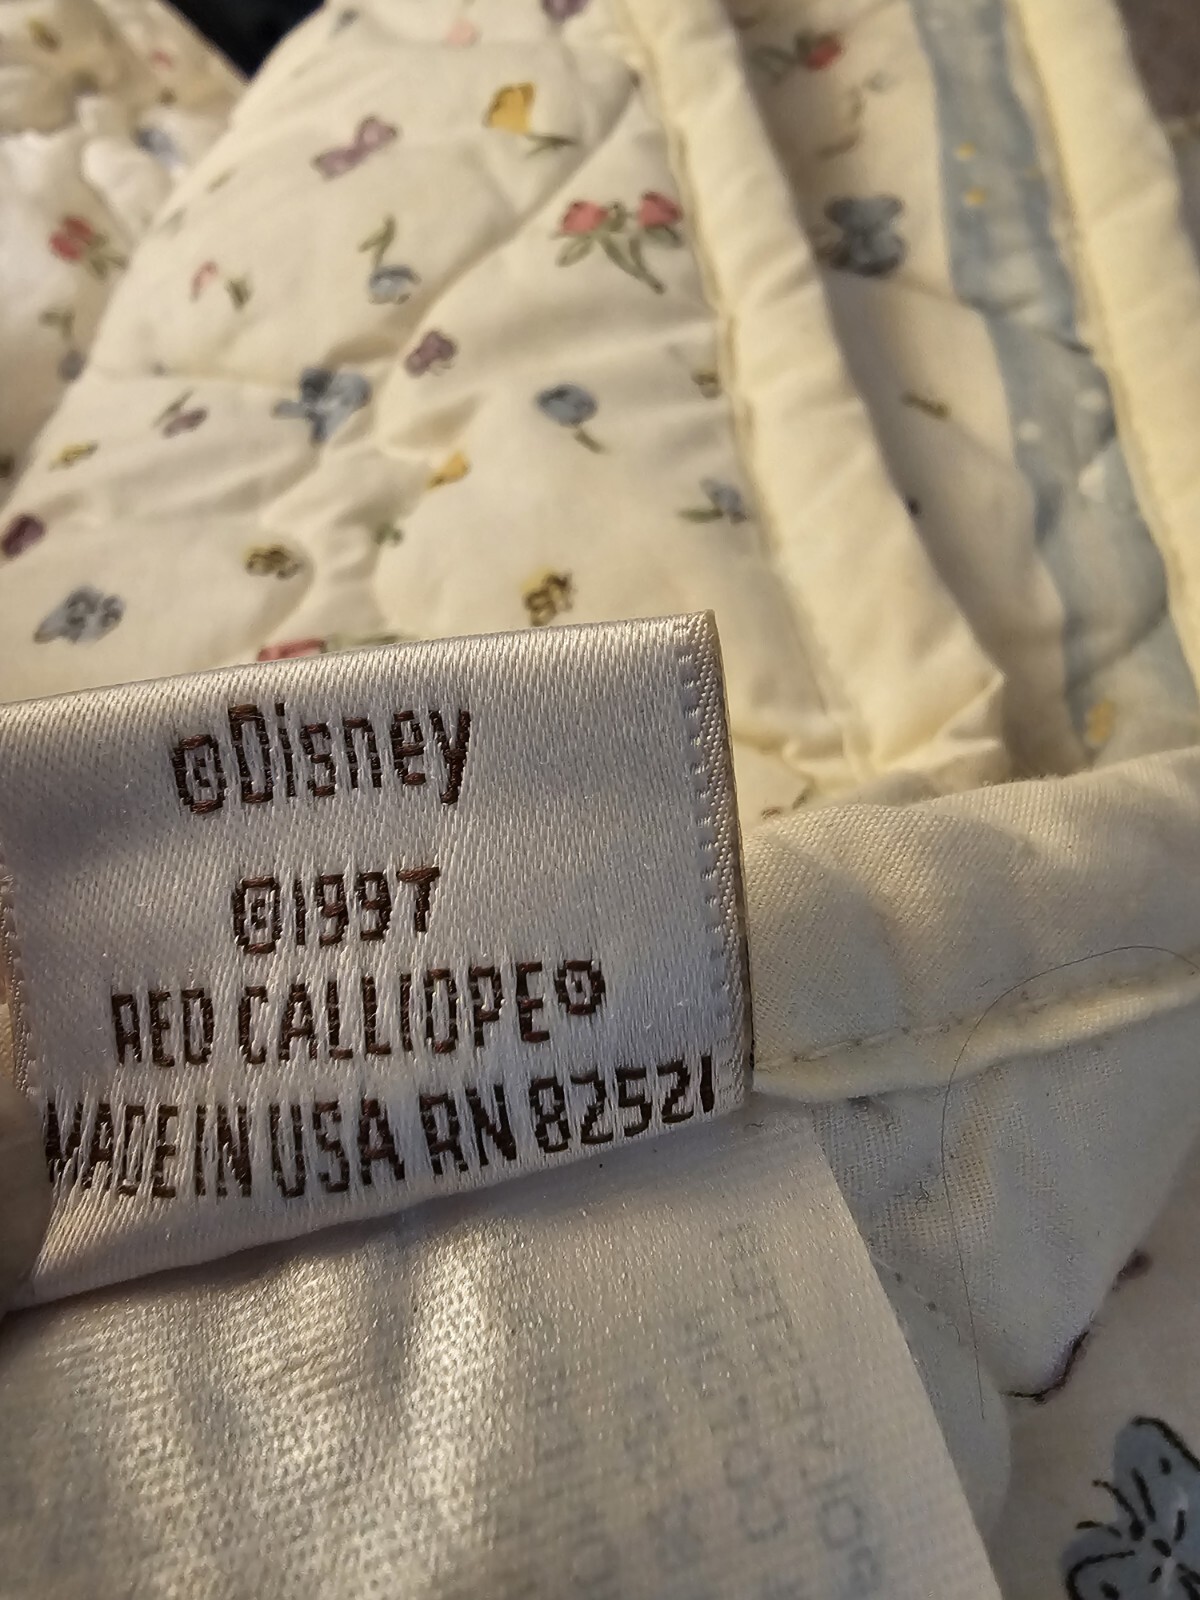 ©Disney
©1997
RED CALLIOPE®
MADE IN USA RN 82521